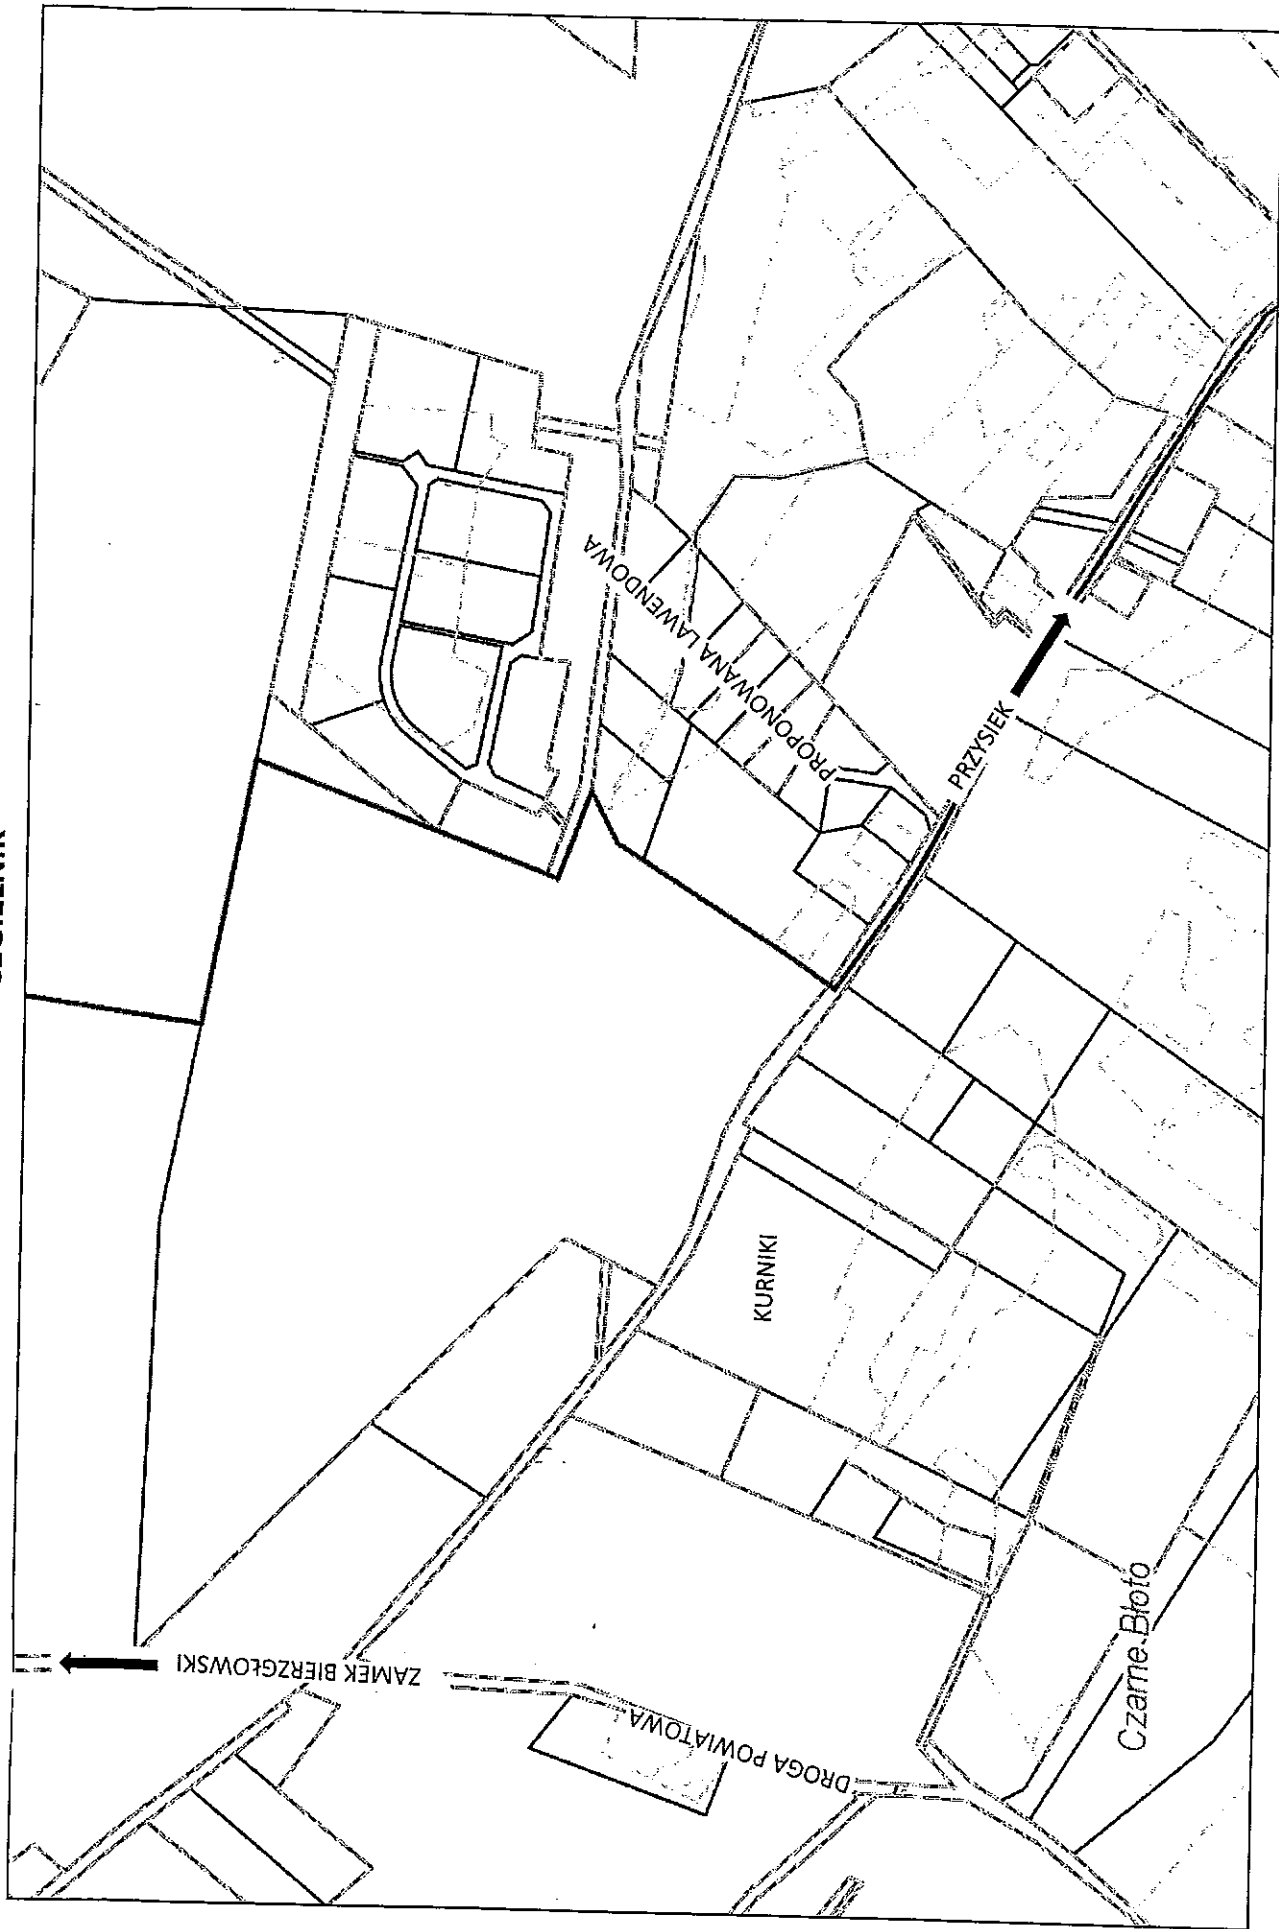 PROPONOWANA LAWENDOWA
PRZYSIEK
KURNIKI
ZAMEK BIERZGŁOWSKI
DROGA POWIATOWA
Czarne Błoto